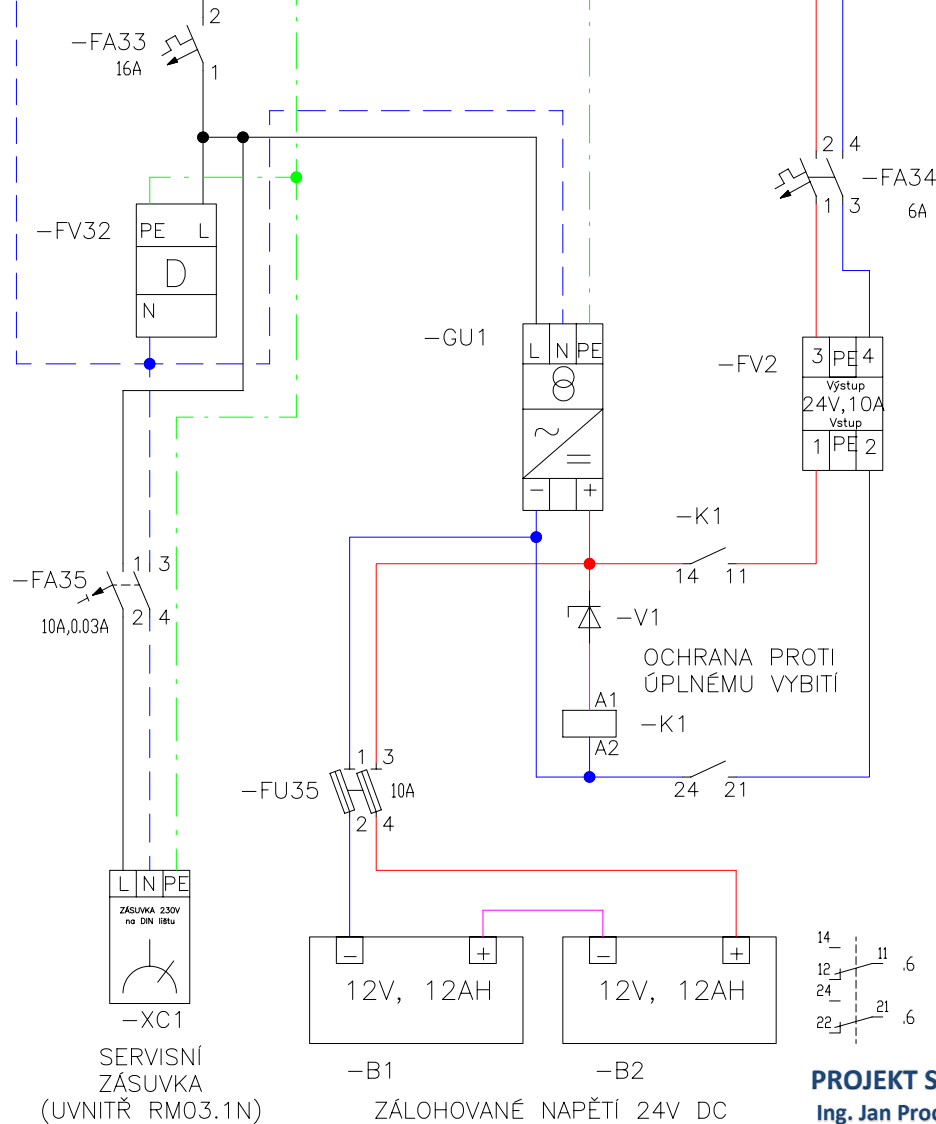 2
-FA33
16A
1
2 4
-FA34
1 3
6A
-FV32
PE L
D
N
-GU1
L N PE
~
=
- +
-FV2
3 PE 4
Výstup
24V,10A
Vstup
1 PE 2
-K1
14 11
-FA35
1 3
10A,0.03A
2 4
-V1
OCHRANA PROTI
ÚPLNÉMU VYBITÍ
A1
-K1
A2
24 21
-FU35
1 3
10A
2 4
L N PE
ZÁSUVKA 230V
na DIN lištu
-XC1
SERVISNÍ
ZÁSUVKA
(UVNITŘ RM03.1N)
- +
12V, 12AH
-B1
- +
12V, 12AH
-B2
ZÁLOHOVANÉ NAPĚTÍ 24V DC
14
12 11 .6
24
22 21 .6
PROJEKT S
Ing. Jan Proc